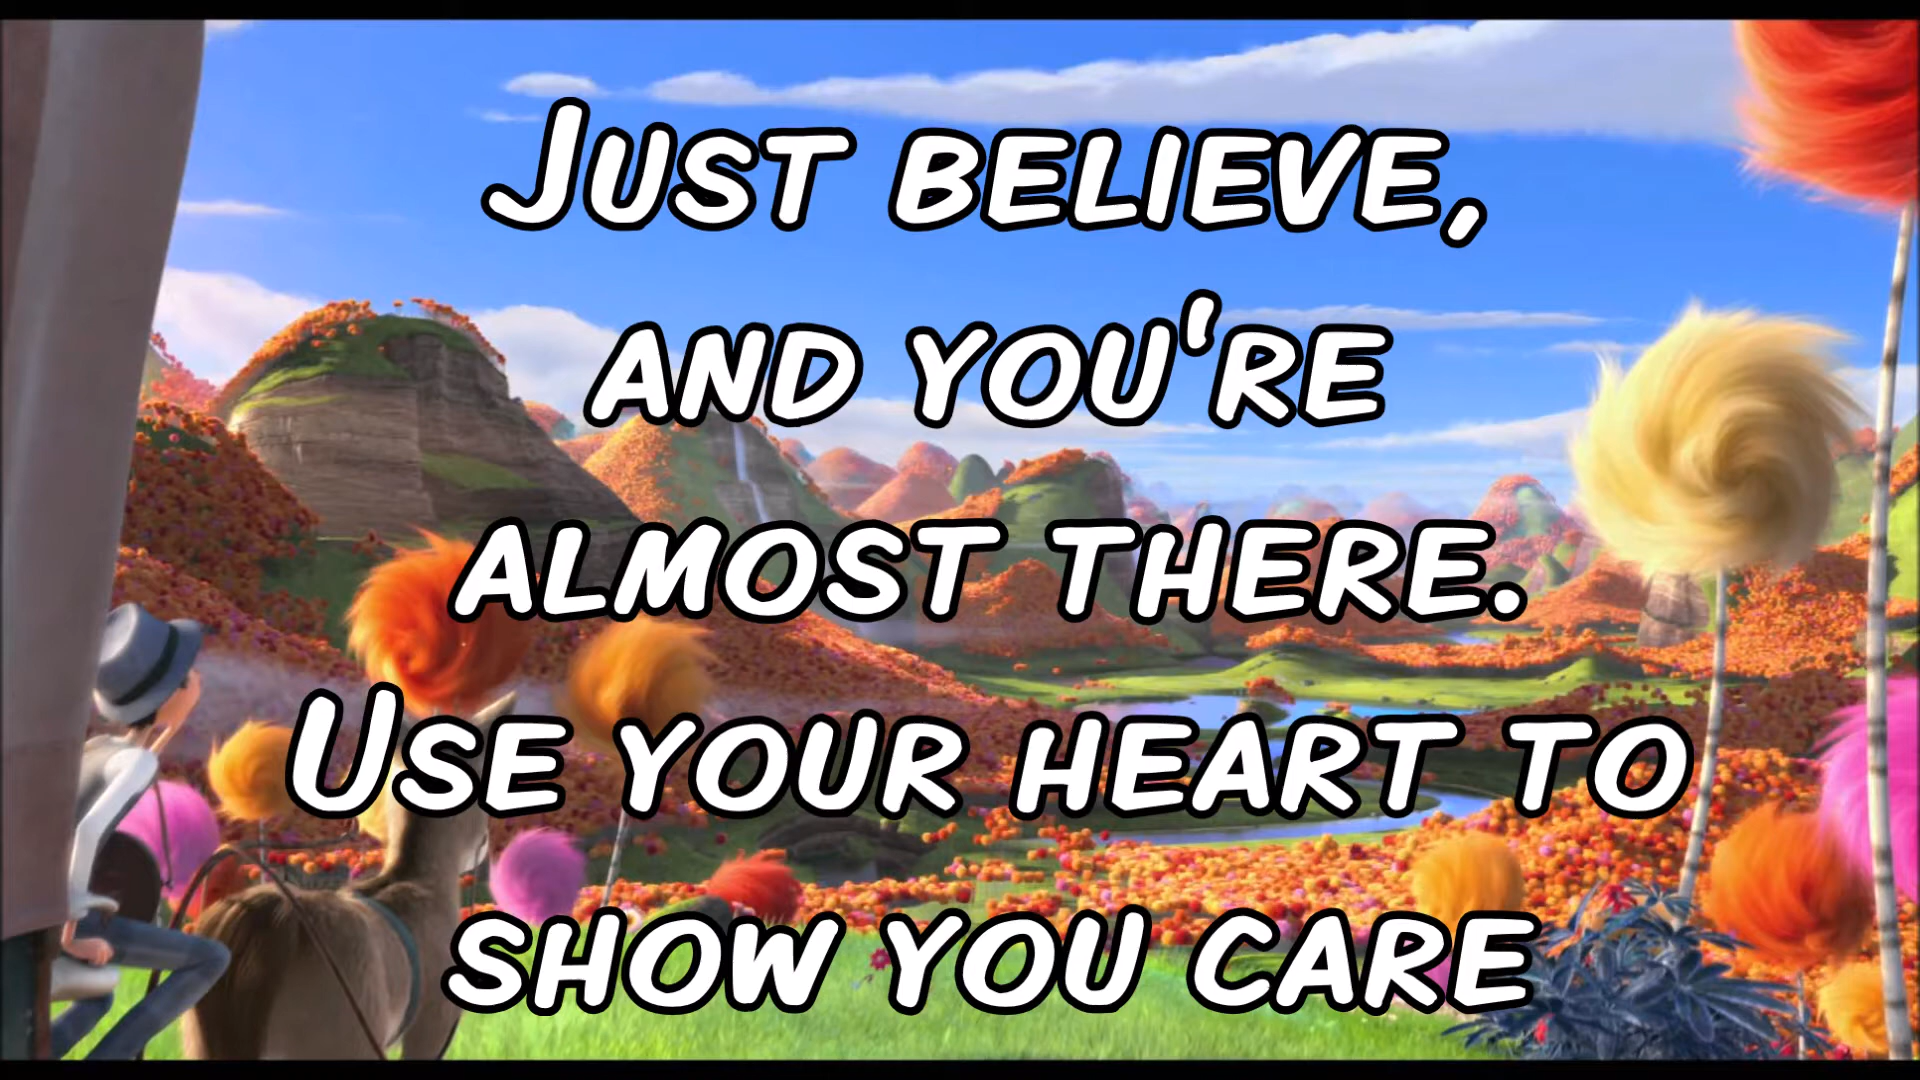 Just believe,
and you're
almost there.
Use your heart to
show you care